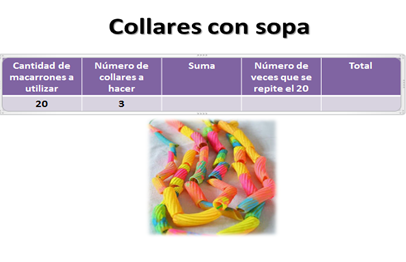 Collares con sopa
Cantidad de macarrones a utilizar
Número de collares a hacer
Suma
Número de veces que se repite el 20
Total
20
3